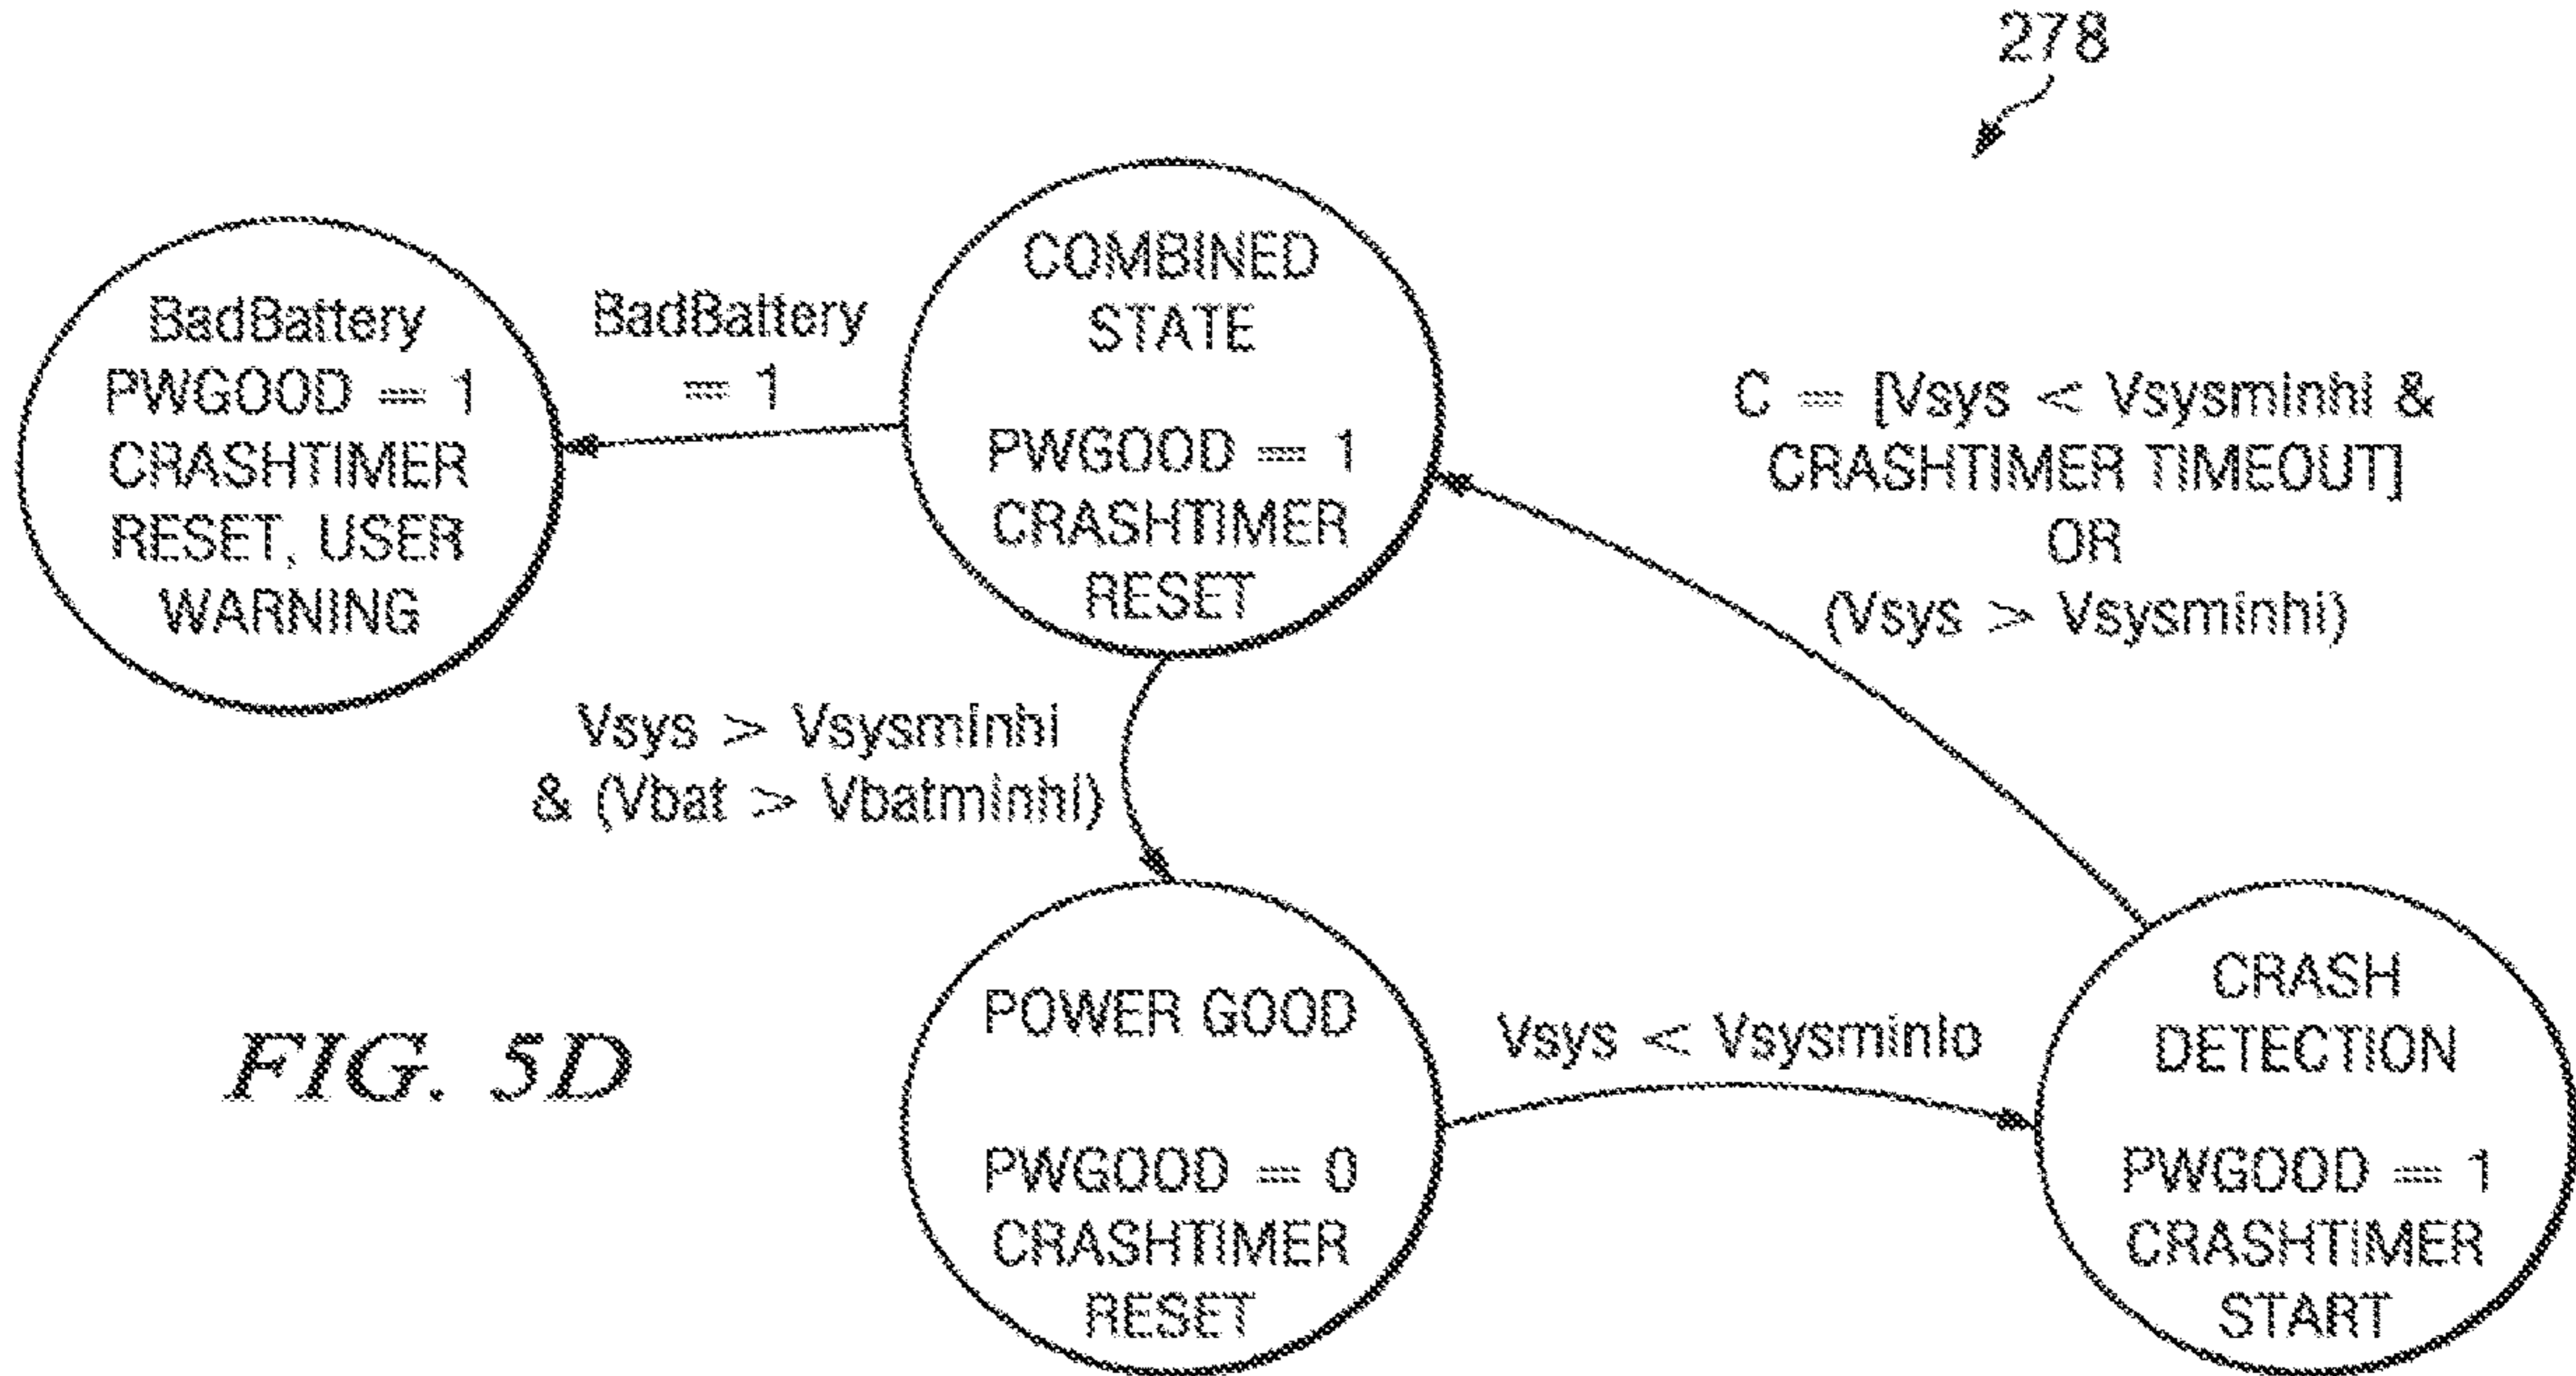 278
BadBattery
PWGOOD == 1
CRASHTIMER
RESET, USER
WARNING
BadBattery
== 1
COMBINED
STATE
PWGOOD == 1
CRASHTIMER
RESET
C == [Vsys < Vsysminhi &
CRASHTIMER TIMEOUT]
OR
(Vsys > Vsysminhi)
Vsys > Vsysminhi
& (Vbat > Vbatminhi)
FIG. 5D
POWER GOOD
PWGOOD == 0
CRASHTIMER
RESET
Vsys < Vsysminlo
CRASH
DETECTION
PWGOOD == 1
CRASHTIMER
START